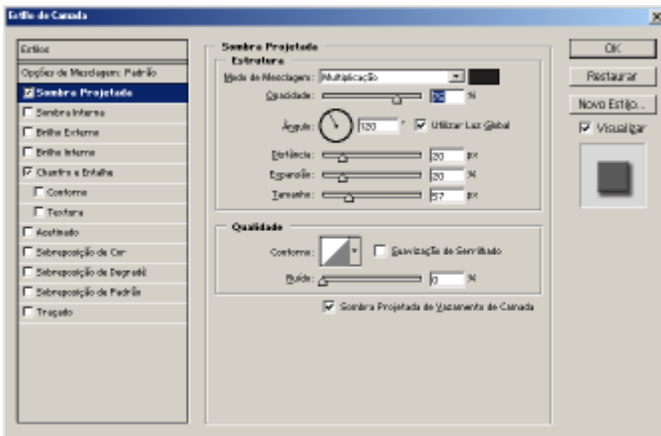 Estilo de Camada
Estilos
Opções de Mesclagem: Padrão
Sombra Projetada
Sombra Interna
Brilho Externo
Brilho Interno
Chanfro e Entalhe
Contorno
Textura
Acetinado
Sobreposição de Cor
Sobreposição de Degradê
Sobreposição de Padrão
Traçado
Sombra Projetada
Estrutura
Modo de Mesclagem: Multiplicação
Opacidade: 75 %
Ângulo: 120 ° Utilizar Luz Global
Distância: 20 px
Expansão: 20 %
Tamanho: 57 px
Qualidade
Contorno: Suavização de Serrilhado
Ruído: 0 %
Sombra Projetada de Vazamento de Camada
OK
Restaurar
Novo Estilo...
Visualizar